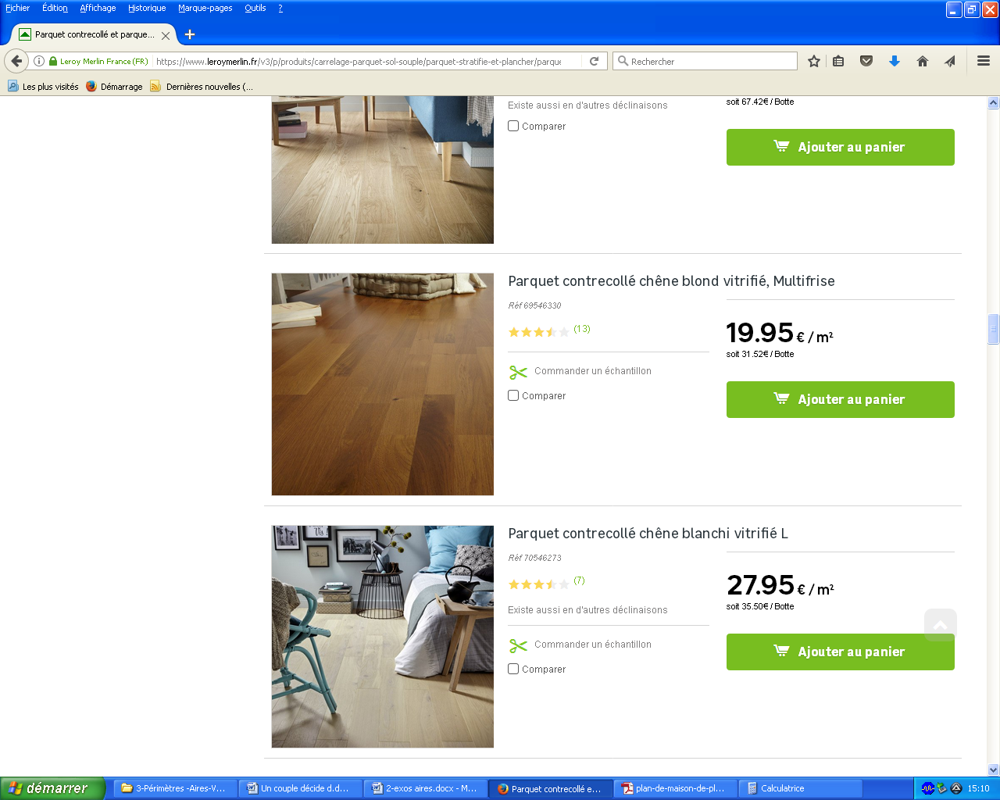 Fichier Édition Affichage Historique Marque-pages Outils ?
Parquet contrecollé et parque...
Leroy Merlin France (FR) https://www.leroymerlin.fr/v3/p/produits/carrelage-parquet-sol-souple/parquet-stratifie-et-plancher/parque Rechercher
Les plus visités Démarrage Dernières nouvelles (...
Existe aussi en d'autres déclinaisons
soit 67.42€ / Botte
Comparer
Ajouter au panier
Parquet contrecollé chêne blond vitrifié, Multifrise
Réf 69546330
(13)
19.95 € / m²
soit 31.52€ / Botte
Commander un échantillon
Comparer
Ajouter au panier
Parquet contrecollé chêne blanchi vitrifié L
Réf 70546273
(7)
27.95 € / m²
soit 35.50€ / Botte
Existe aussi en d'autres déclinaisons
Commander un échantillon
Comparer
Ajouter au panier
démarrer 3-Périmètres -Aires-V... Un couple décide d.d... 2-exos aires.docx - M... Parquet contrecollé e... plan-de-maison-de-pl... Calculatrice 15:10